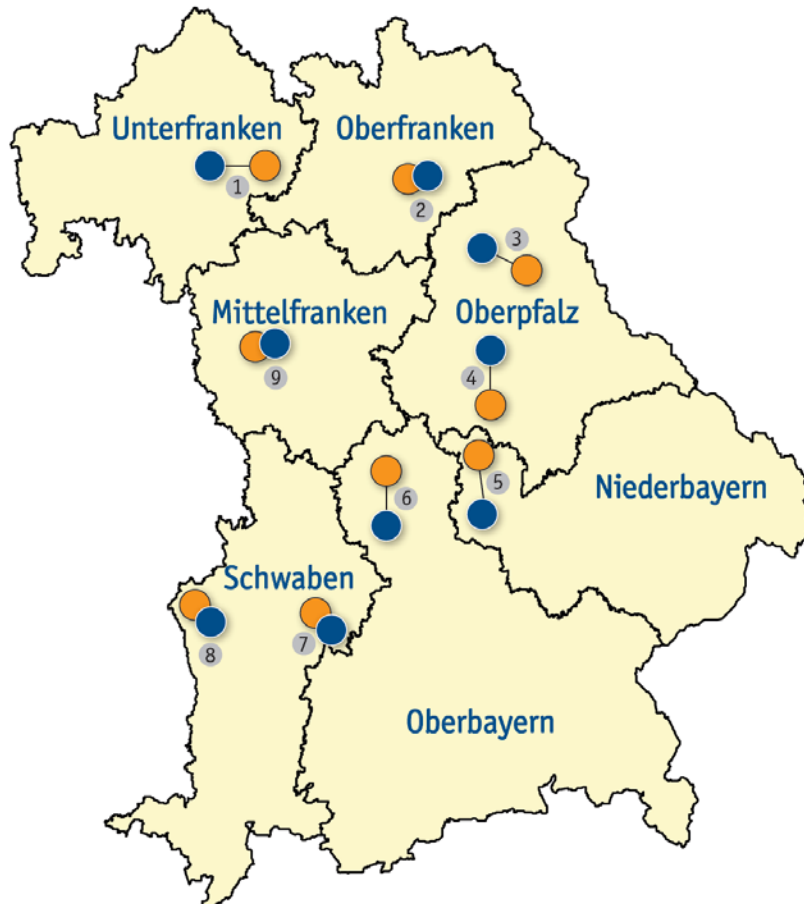 Unterfranken
Oberfranken
1
2
3
Mittelfranken
Oberpfalz
9
4
5
6
Niederbayern
Schwaben
7
8
Oberbayern